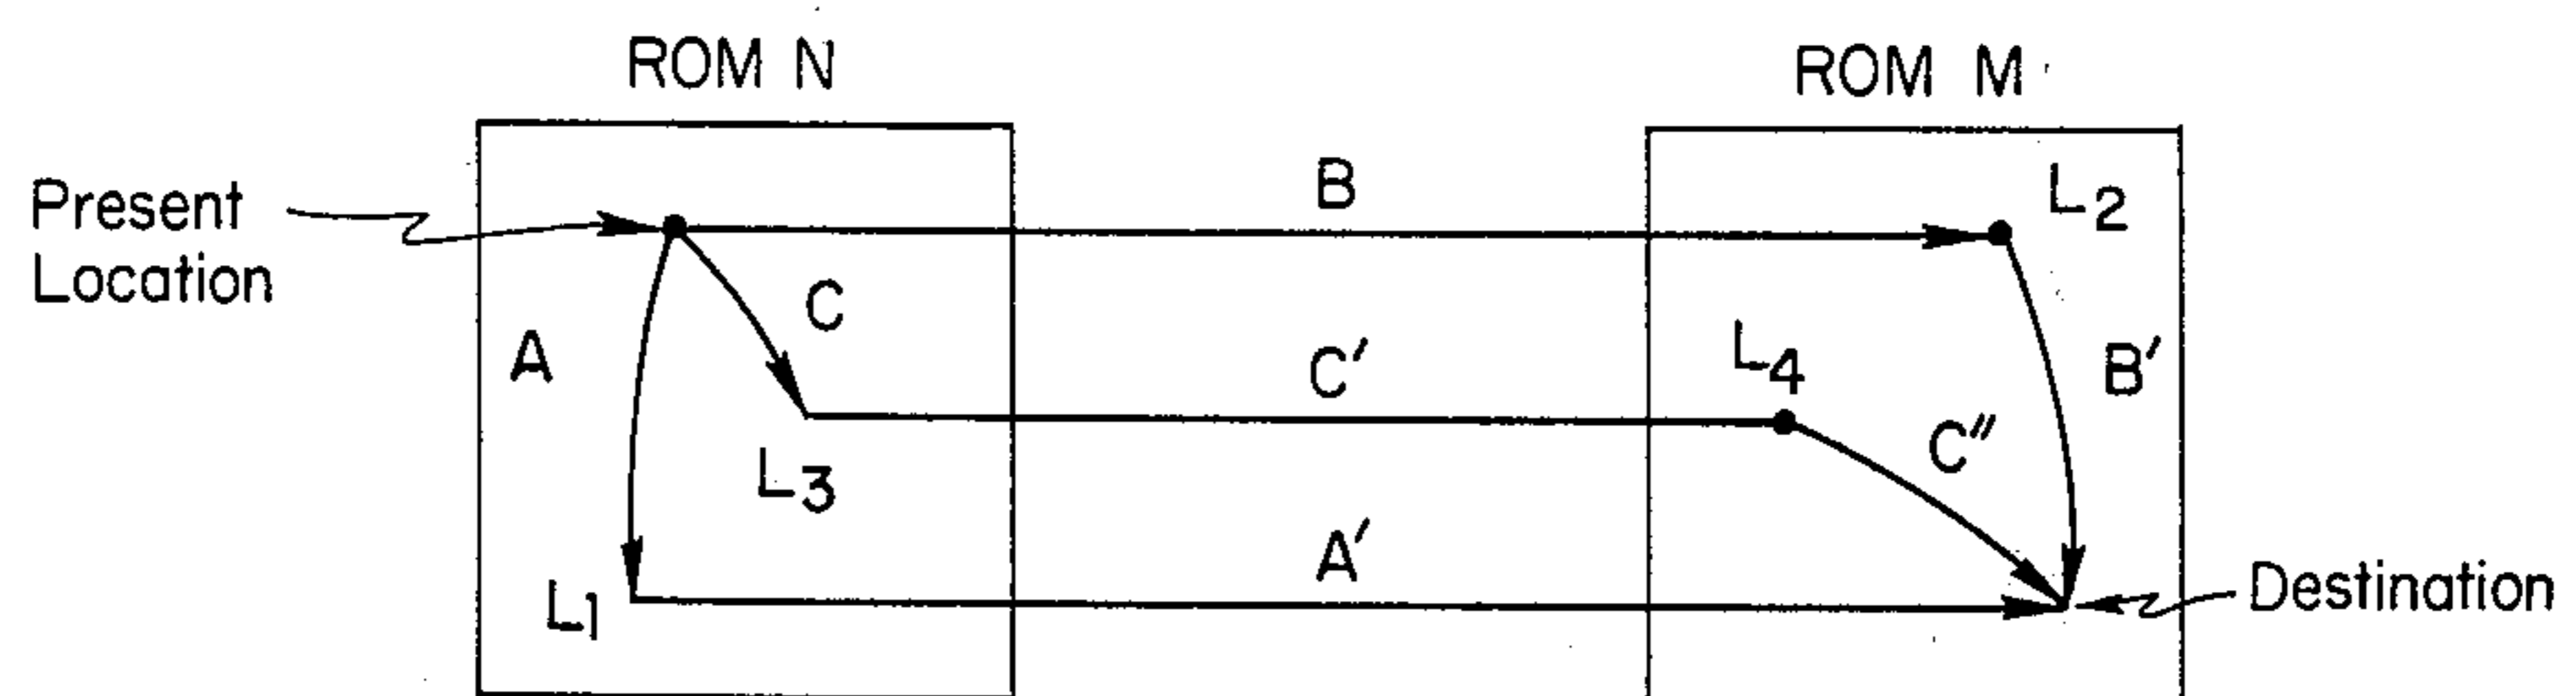 ROM N
ROM M
Present
Location
B
L2
A
C
C′
L4
C″
B′
L3
L1
A′
Destination